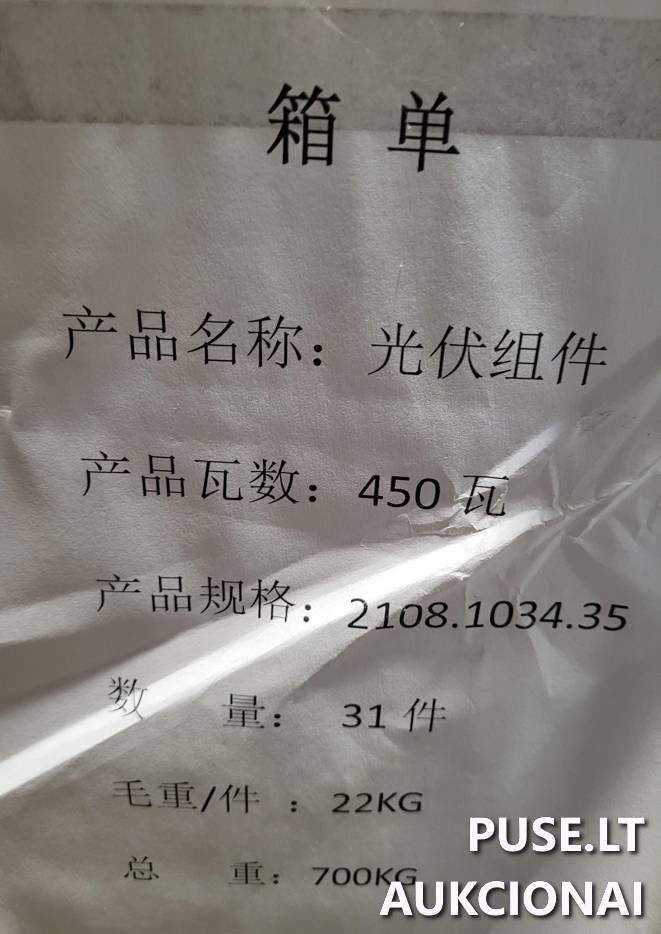 箱 单
产品名称：光伏组件
产品瓦数：450 瓦
产品规格：2108.1034.35
数 量： 31 件
毛重/件 ：22KG
总 重：700KG
PUSE.LT
AUKCIONAI